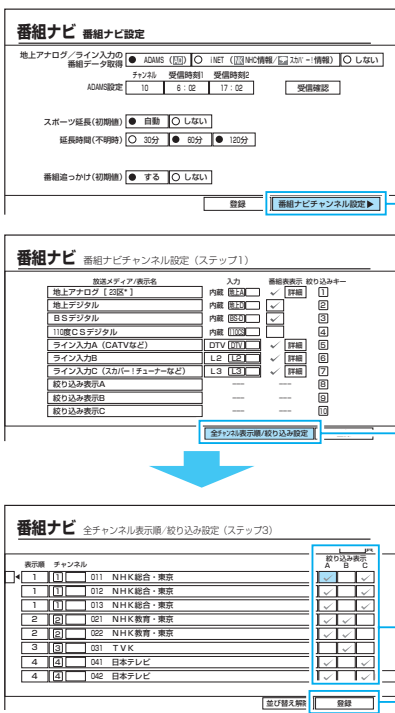 番組ナビ 番組ナビ設定
地上アナログ／ライン入力の番組データ取得 ● ADAMS ( ) ○ iNET ( NHC情報／ スカパー!情報) ○ しない
チャンネル 受信時刻1 受信時刻2
ADAMS設定 10 6：02 17：02 受信確認
スポーツ延長(初期値) ● 自動 ○ しない
延長時間(不明時) ○ 30分 ● 60分 ● 120分
番組追っかけ(初期値) ● する ○ しない
登録 番組ナビチャンネル設定▶
番組ナビ 番組ナビチャンネル設定（ステップ1）
放送メディア/表示名 入力 番組表表示 絞り込みキー
地上アナログ [ 23区* ] 内蔵 地上A ✓ 詳細 1
地上デジタル 内蔵 地上D ✓ 2
BSデジタル 内蔵 BS-D ✓ 3
110度CSデジタル 内蔵 110CS 4
ライン入力A（CATVなど） DTV DTV ✓ 詳細 5
ライン入力B L2 L2 ✓ 詳細 6
ライン入力C（スカパー！チューナーなど） L3 L3 ✓ 詳細 7
絞り込み表示A --- --- 8
絞り込み表示B --- --- 9
絞り込み表示C --- --- 10
全チャンネル表示順/絞り込み設定
番組ナビ 全チャンネル表示順/絞り込み設定（ステップ3）
絞り込み表示
表示順 チャンネル A B C
1 1 011 NHK総合・東京 ✓ ✓
1 1 012 NHK総合・東京 ✓ ✓
1 1 013 NHK総合・東京 ✓ ✓
2 2 021 NHK教育・東京 ✓ ✓
2 2 022 NHK教育・東京 ✓ ✓
3 3 031 TVK ✓
4 4 041 日本テレビ ✓ ✓
4 4 042 日本テレビ ✓ ✓
並び替え解除 登録